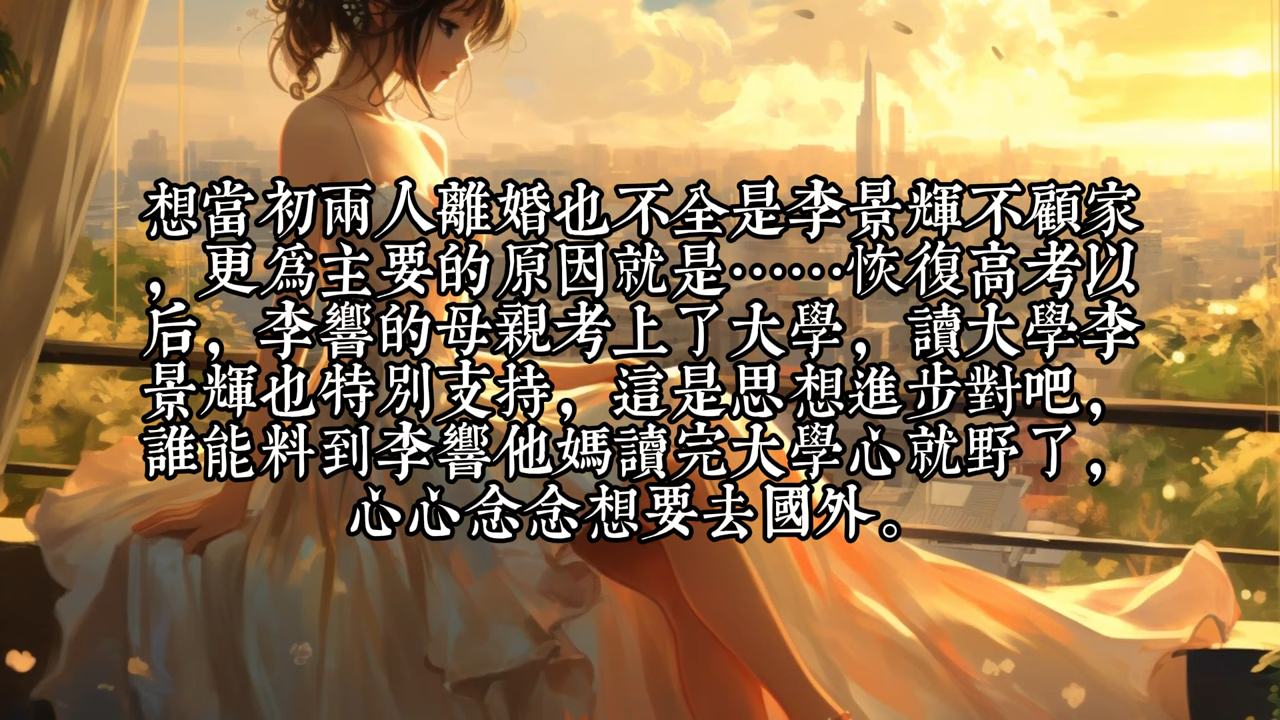 想當初兩人離婚也不全是李景輝不顧家
，更爲主要的原因就是……恢復高考以
后，李響的母親考上了大學，讀大學李
景輝也特別支持，這是思想進步對吧，
誰能料到李響他媽讀完大學心就野了，
心心念念想要去國外。